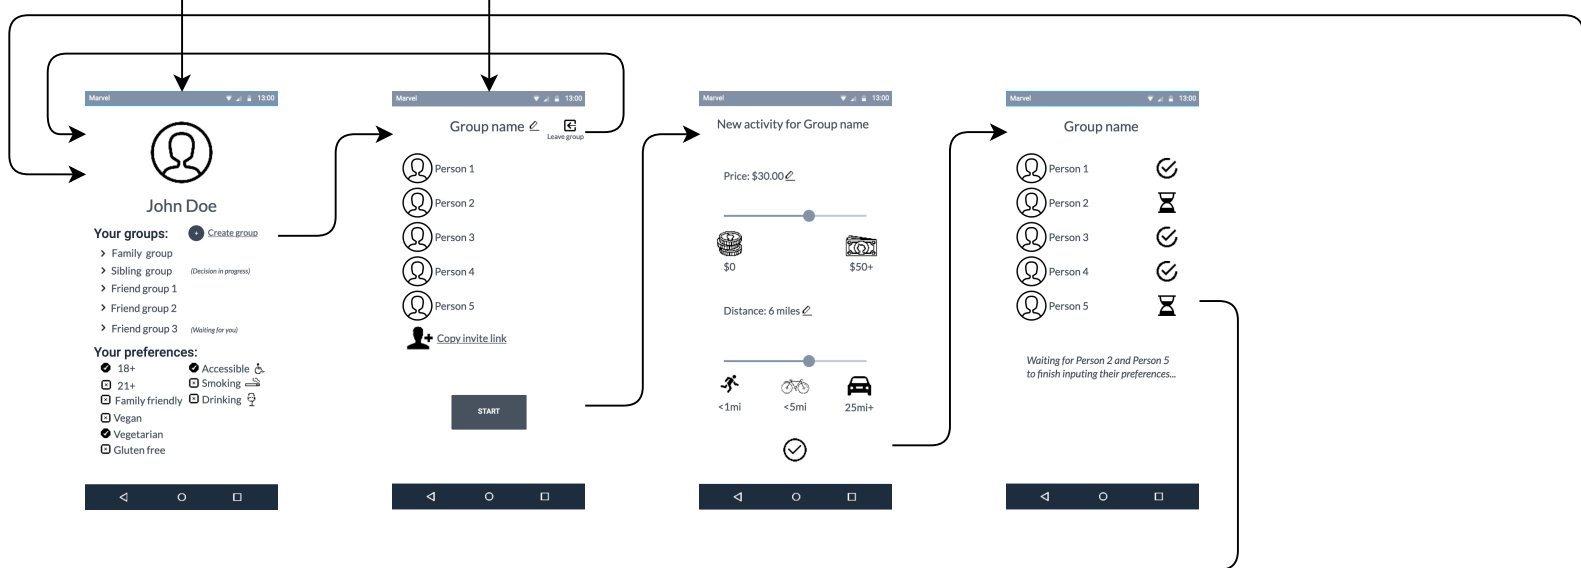 Marvel 13:00
John Doe
Your groups: + Create group
Family group
Sibling group (Decision in progress)
Friend group 1
Friend group 2
Friend group 3 (Waiting for you)
Your preferences:
18+ Accessible
21+ Smoking
Family friendly Drinking
Vegan
Vegetarian
Gluten free
Marvel 13:00
Group name
Leave group
Person 1
Person 2
Person 3
Person 4
Person 5
Copy invite link
START
Marvel 13:00
New activity for Group name
Price: $30.00
$0 $50+
Distance: 6 miles
<1mi <5mi 25mi+
Marvel 13:00
Group name
Person 1
Person 2
Person 3
Person 4
Person 5
Waiting for Person 2 and Person 5
to finish inputing their preferences...